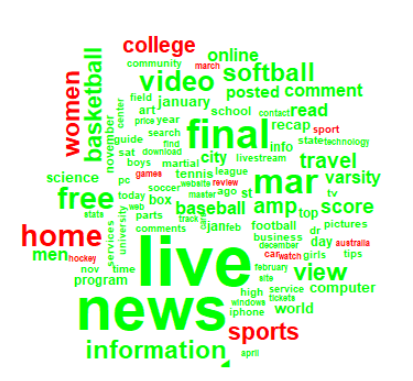 college
online
community
march
basketball
women
video
softball
center
field
january
posted
comment
art
price
year
school
contact
read
november
search
final
recap
sport
guide
find
info
state
technology
sat
download
city
livestream
travel
boys
martial
science
games
tennis
league
pc
soccer
website
review
mar
varsity
free
today
master
ago
st
tv
web
box
baseball
amp
top
score
stats
parts
track
university
services
comments
jan
feb
football
pictures
home
business
dr
men
hockey
live
december
day
australia
car
watch
girls
tips
nov
time
february
view
program
site
high
service
computer
news
windows
tickets
iphone
world
sports
information
april